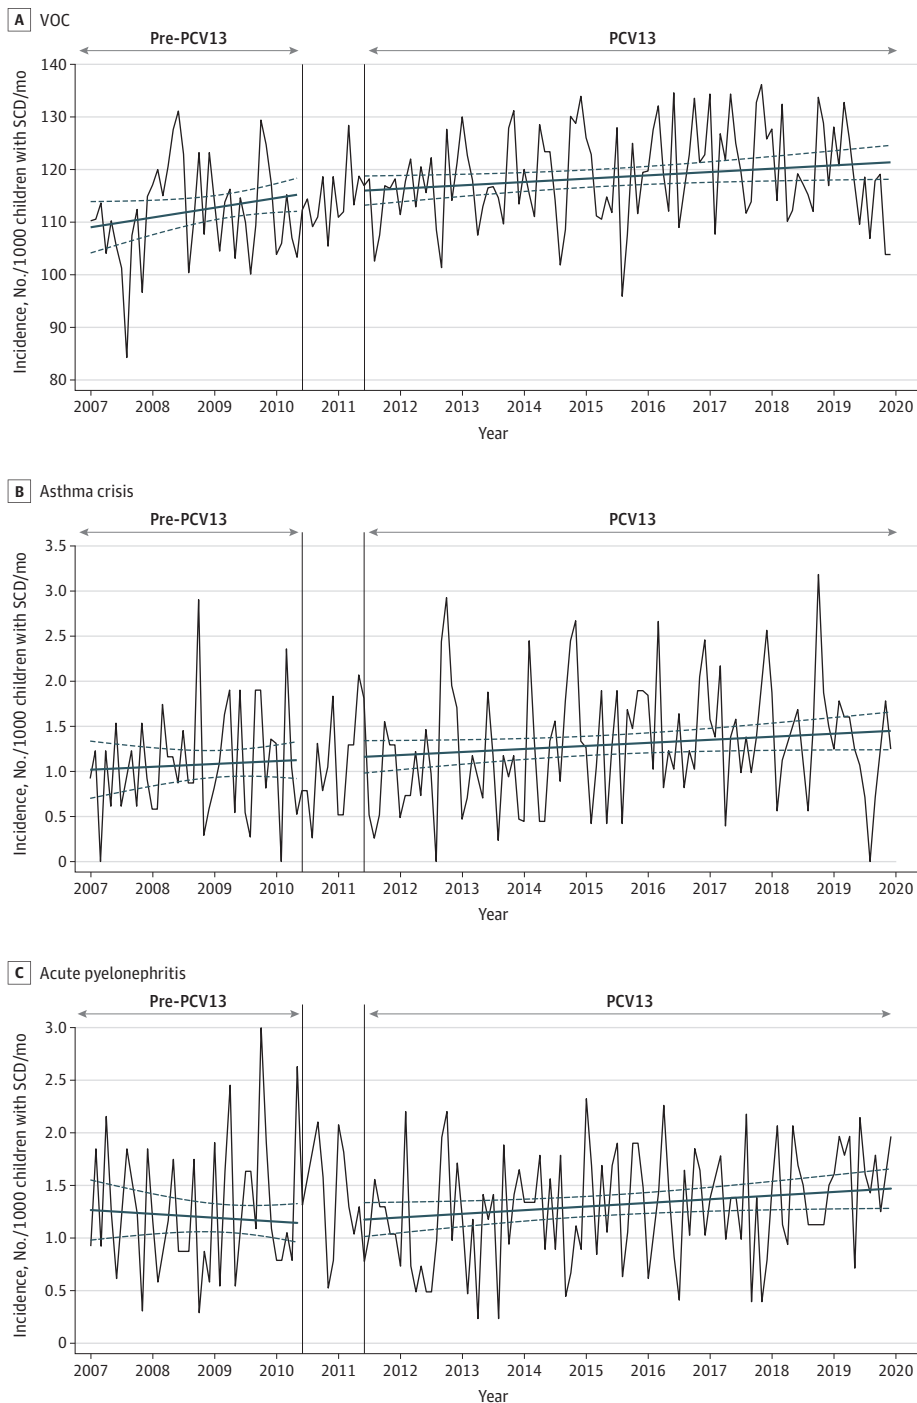 A VOC
Pre-PCV13 PCV13
Incidence, No./1000 children with SCD/mo
140
130
120
110
100
90
80
2007 2008 2009 2010 2011 2012 2013 2014 2015 2016 2017 2018 2019 2020
Year
B Asthma crisis
Pre-PCV13 PCV13
Incidence, No./1000 children with SCD/mo
3.5
3.0
2.5
2.0
1.5
1.0
0.5
0
2007 2008 2009 2010 2011 2012 2013 2014 2015 2016 2017 2018 2019 2020
Year
C Acute pyelonephritis
Pre-PCV13 PCV13
Incidence, No./1000 children with SCD/mo
3.0
2.5
2.0
1.5
1.0
0.5
0
2007 2008 2009 2010 2011 2012 2013 2014 2015 2016 2017 2018 2019 2020
Year